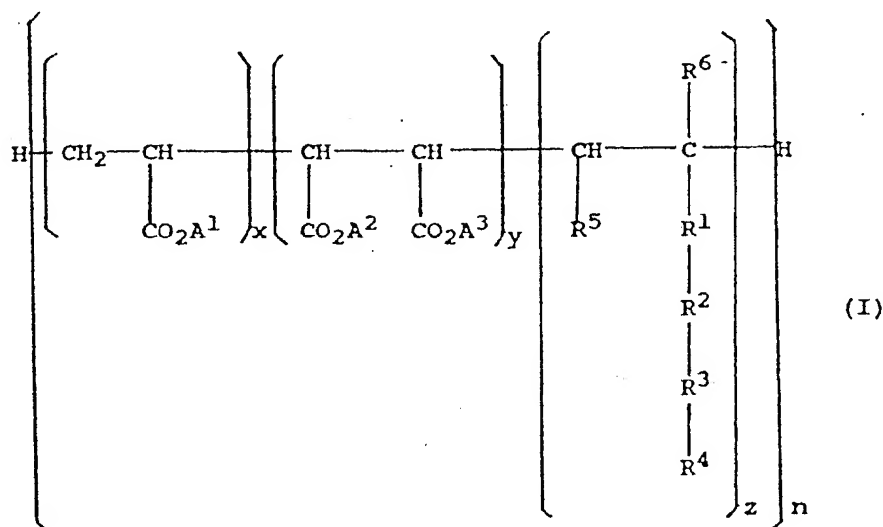 R⁶
H CH₂ CH CH CH CH C H
CO₂A¹ x CO₂A² CO₂A³ y R⁵ R¹
R² (I)
R³
R⁴
z n